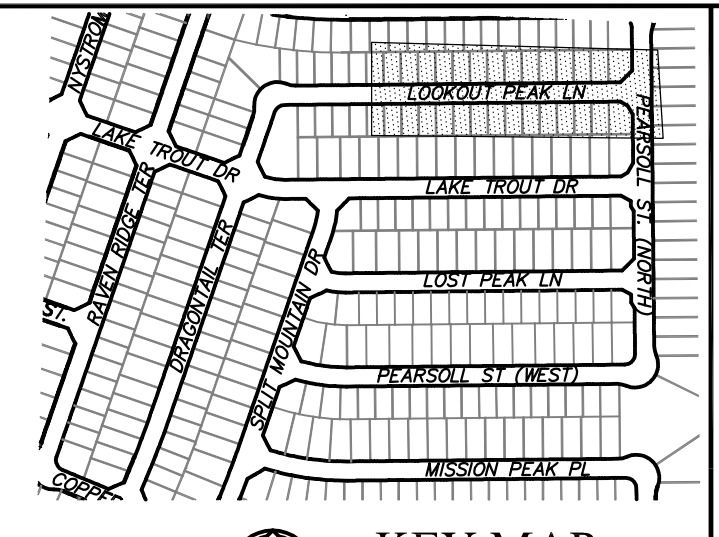 NYSTROM
LOOKOUT PEAK LN
LAKE TROUT DR
PEARSOLL ST. (NORTH)
LAKE TROUT DR
RAVEN RIDGE TER
DRAGONTAIL TER
SPLIT MOUNTAIN DR
LOST PEAK LN
ST.
PEARSOLL ST (WEST)
MISSION PEAK PL
COPPER
KEY MAP